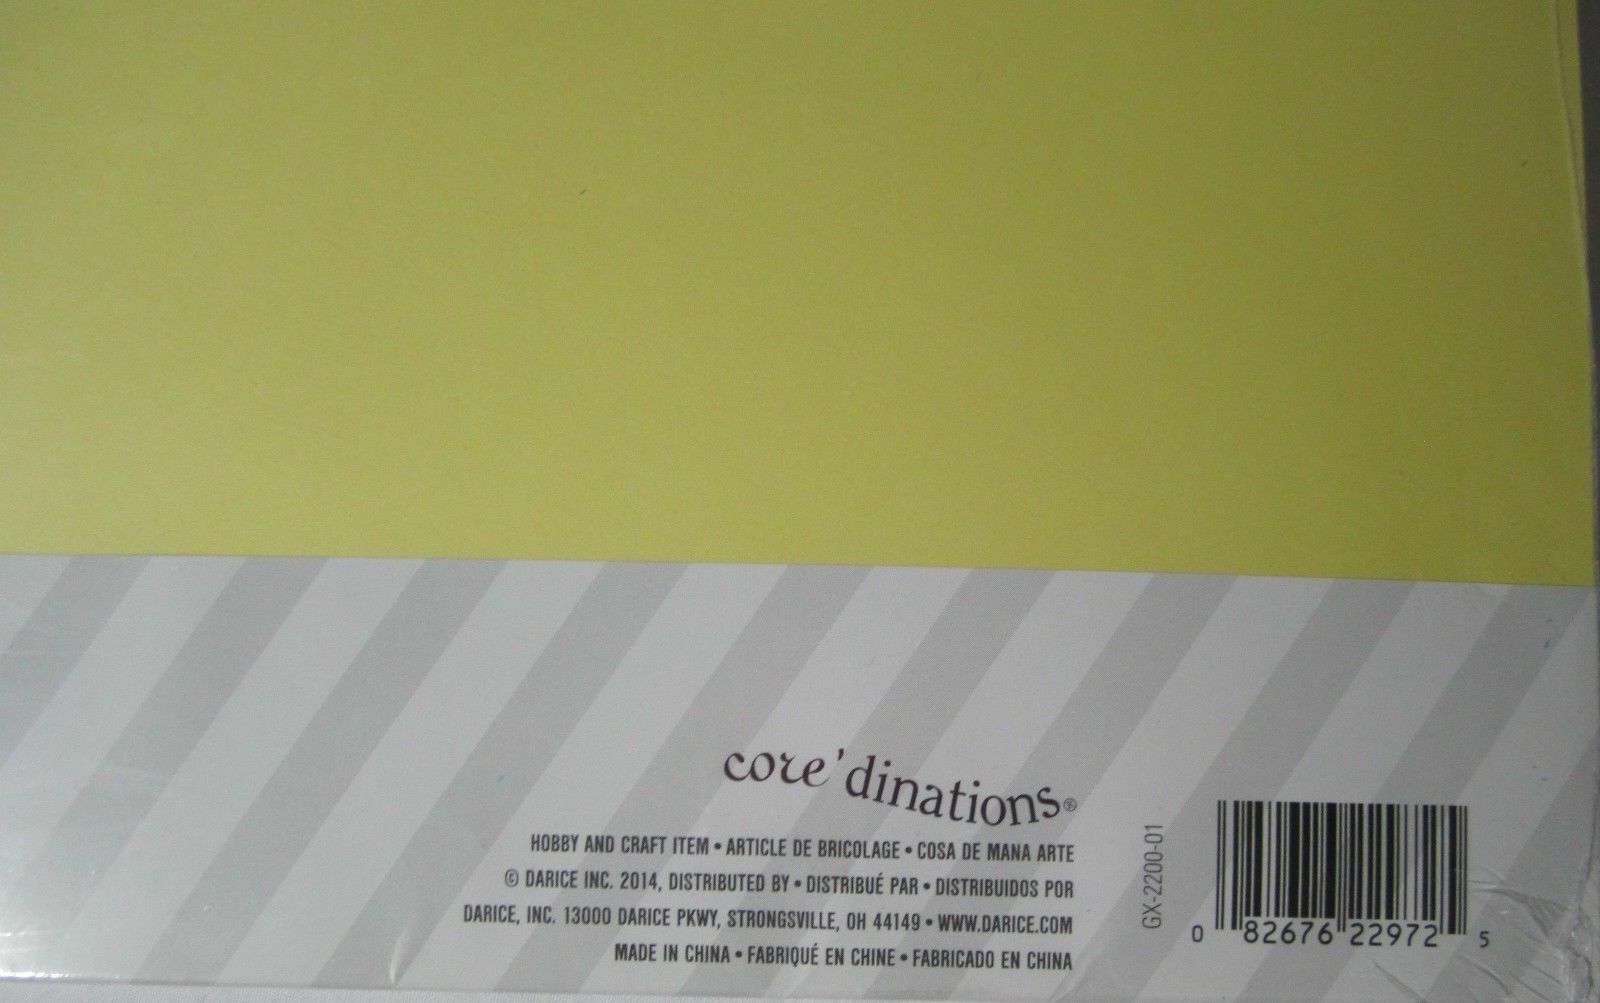 core'dinations®
HOBBY AND CRAFT ITEM • ARTICLE DE BRICOLAGE • COSA DE MANA ARTE
© DARICE INC. 2014, DISTRIBUTED BY • DISTRIBUÉ PAR • DISTRIBUIDOS POR
DARICE, INC. 13000 DARICE PKWY, STRONGSVILLE, OH 44149 • WWW.DARICE.COM
MADE IN CHINA • FABRIQUÉ EN CHINE • FABRICADO EN CHINA
GX-2200-01
0 82676 22972 5